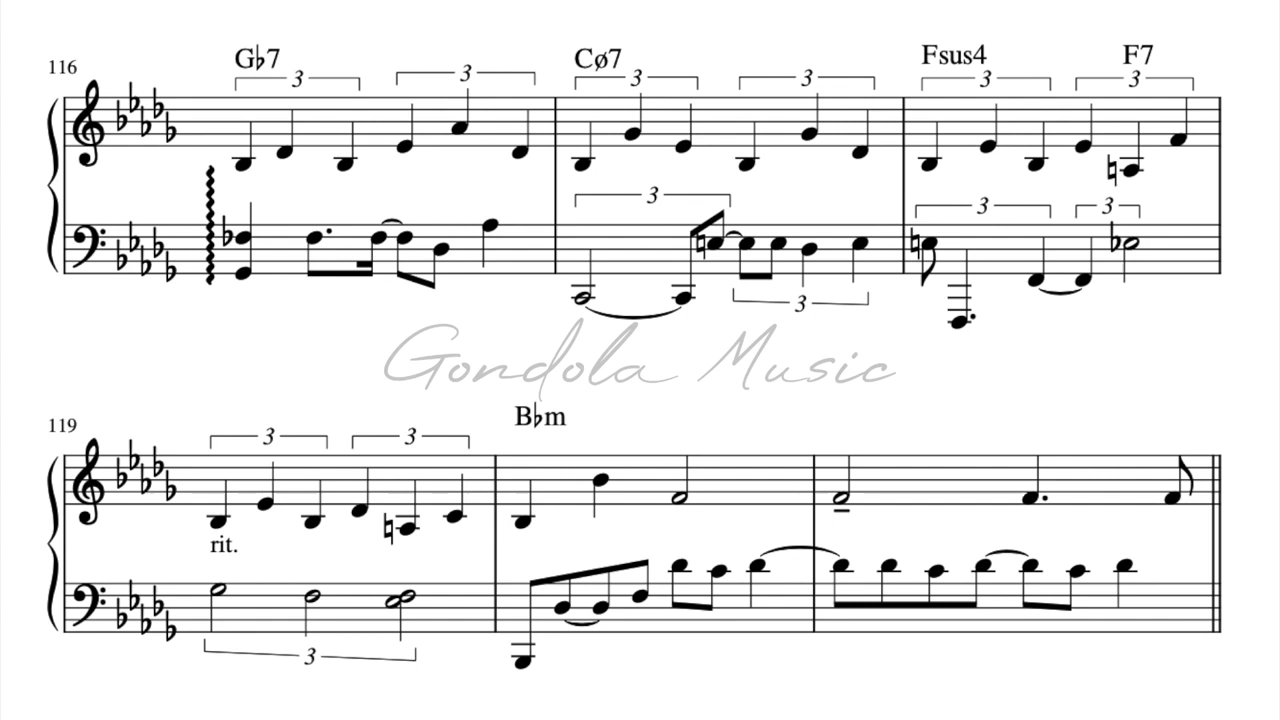 116 G♭7 Cø7 Fsus4 F7
3 3 3 3 3 3
3 3 3
3
Gondola Music
119 B♭m
3 3
rit.
3